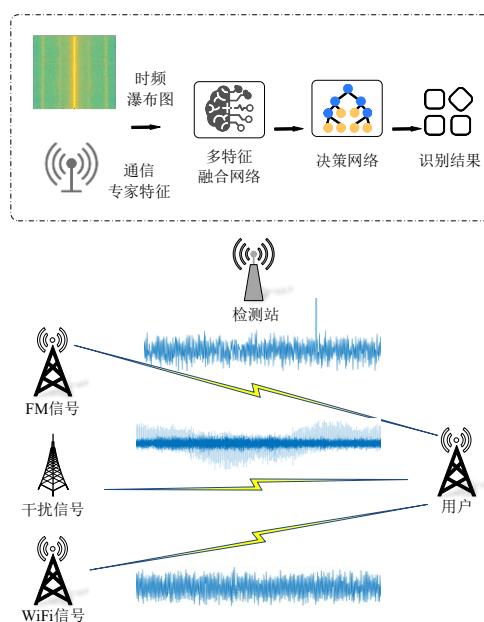 时频
瀑布图
通信
专家特征
多特征
融合网络
决策网络
识别结果
检测站
FM信号
干扰信号
用户
WiFi信号